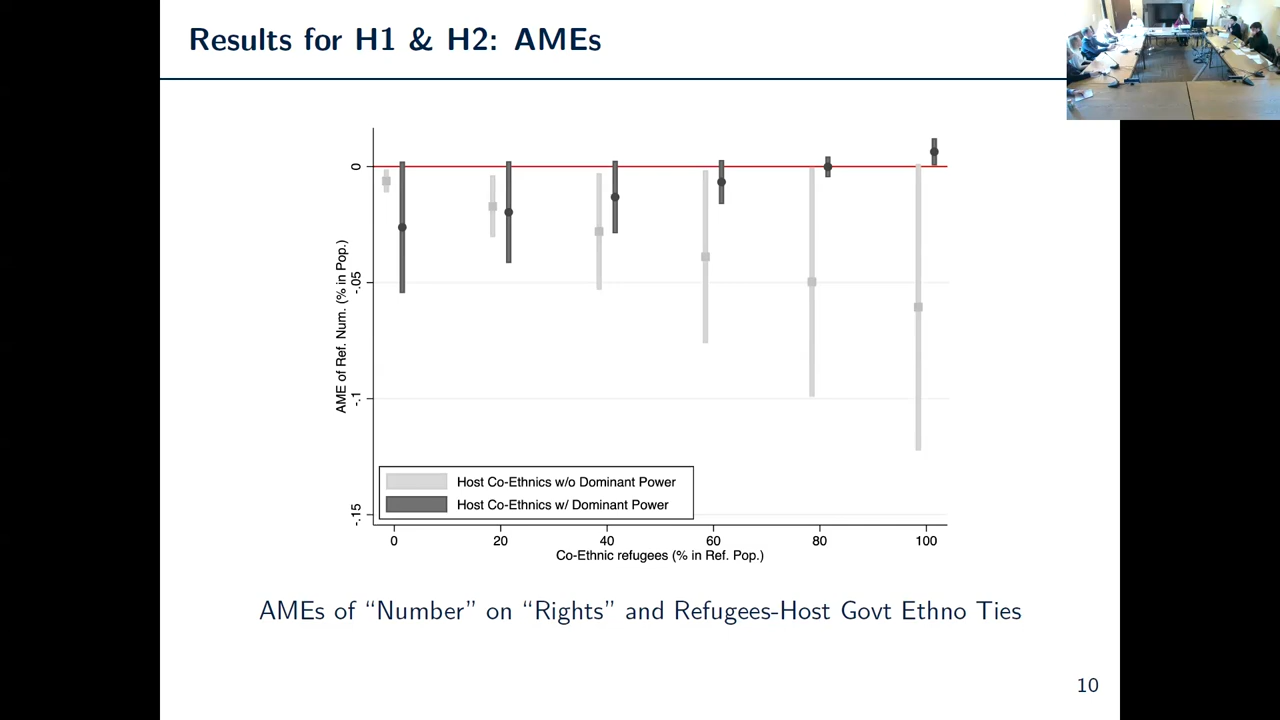 Results for H1 & H2: AMEs
0
-.05
-.1
-.15
AME of Ref. Num. (% in Pop.)
Host Co-Ethnics w/o Dominant Power
Host Co-Ethnics w/ Dominant Power
0 20 40 60 80 100
Co-Ethnic refugees (% in Ref. Pop.)
AMEs of “Number” on “Rights” and Refugees-Host Govt Ethno Ties
10